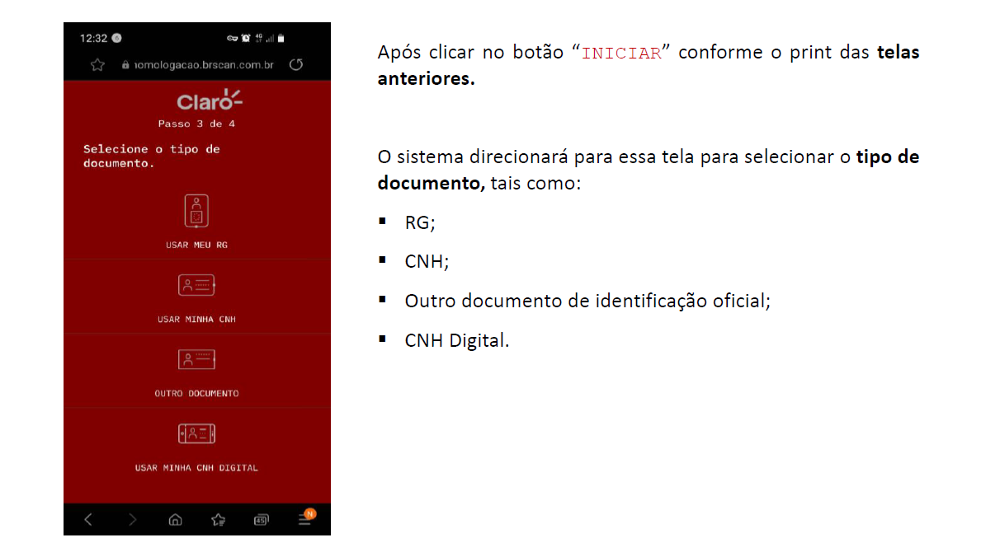 12:32
4G
homologacao.brscan.com.br
Claro
Passo 3 de 4
Selecione o tipo de
documento.
USAR MEU RG
USAR MINHA CNH
OUTRO DOCUMENTO
USAR MINHA CNH DIGITAL
45
N
Após clicar no botão “INICIAR” conforme o print das telas
anteriores.
O sistema direcionará para essa tela para selecionar o tipo de
documento, tais como:
▪ RG;
▪ CNH;
▪ Outro documento de identificação oficial;
▪ CNH Digital.